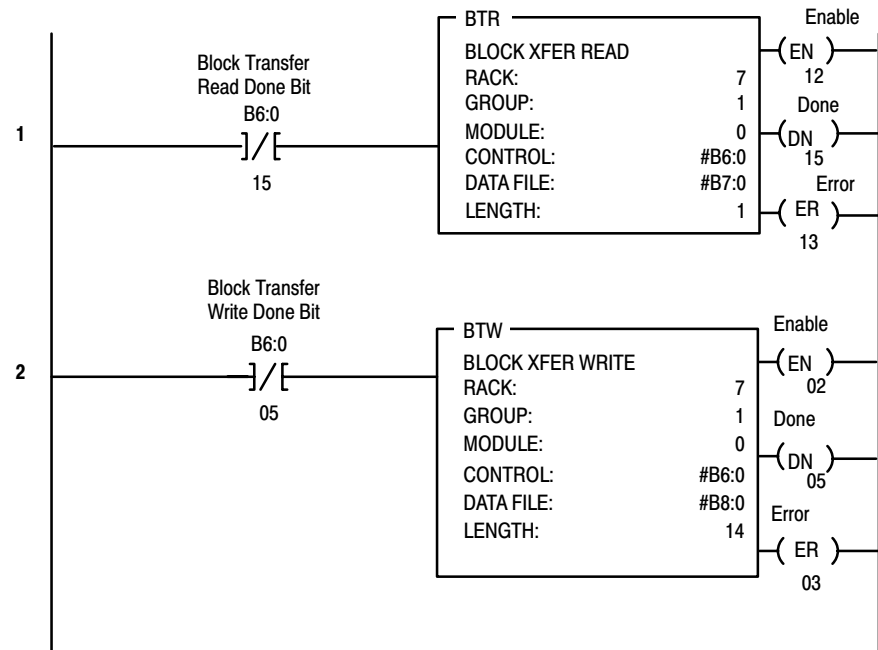 1
Block Transfer
Read Done Bit
B6:0
]/[
15
BTR
BLOCK XFER READ
RACK: 7
GROUP: 1
MODULE: 0
CONTROL: #B6:0
DATA FILE: #B7:0
LENGTH: 1
Enable
EN
12
Done
DN
15
Error
ER
13
2
Block Transfer
Write Done Bit
B6:0
]/[
05
BTW
BLOCK XFER WRITE
RACK: 7
GROUP: 1
MODULE: 0
CONTROL: #B6:0
DATA FILE: #B8:0
LENGTH: 14
Enable
EN
02
Done
DN
05
Error
ER
03